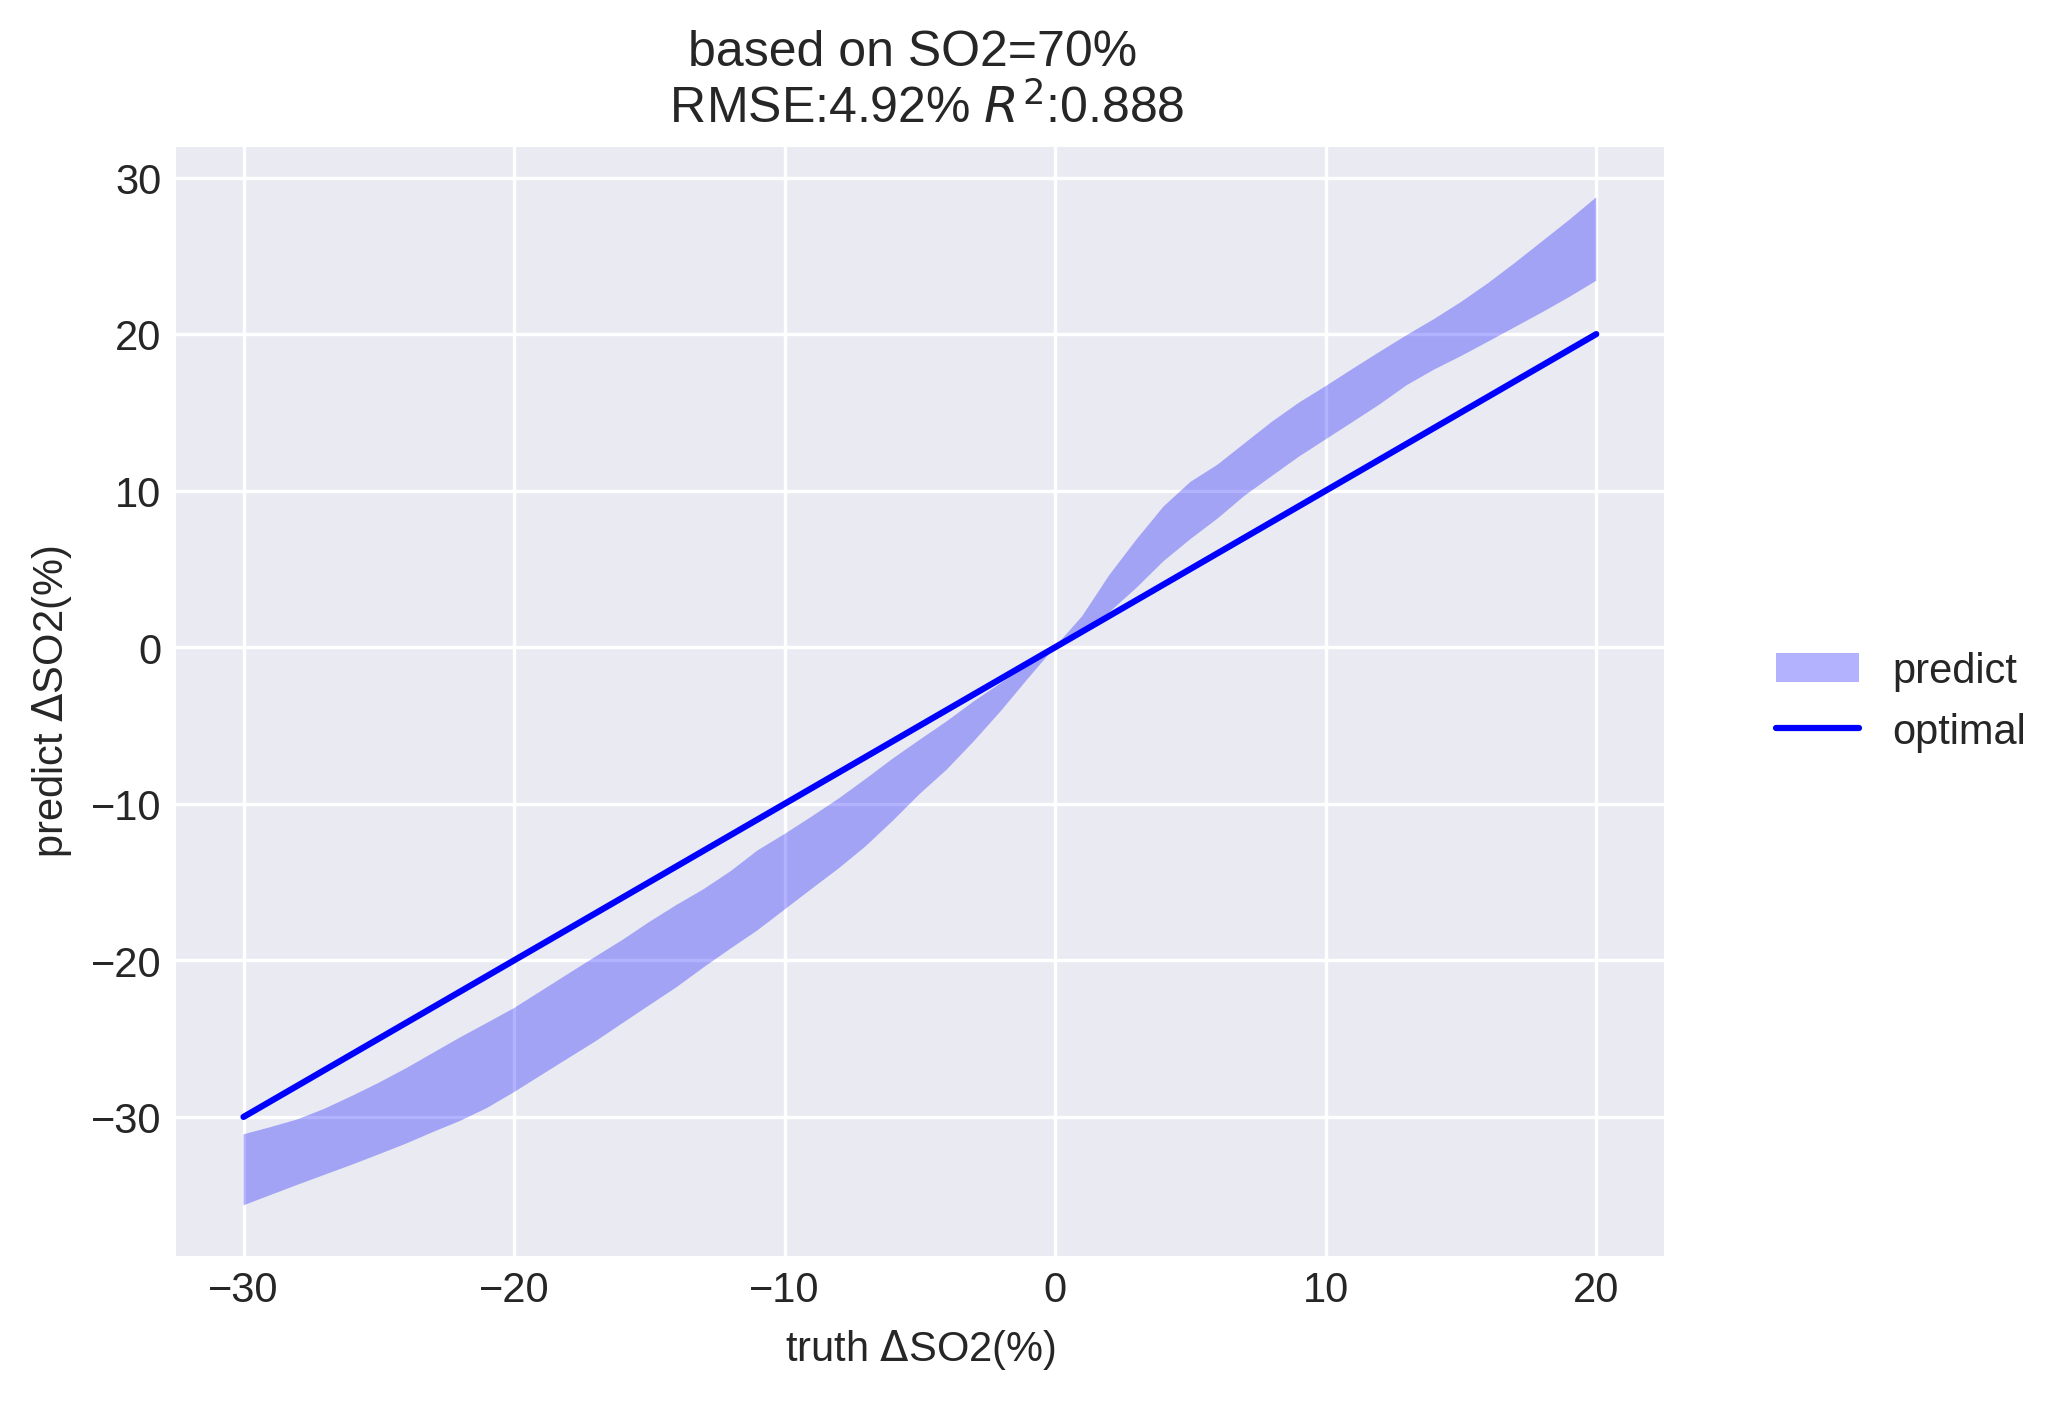 based on SO2=70%
RMSE:4.92% R²:0.888
30
20
10
0
−10
−20
−30
predict ΔSO2(%)
−30 −20 −10 0 10 20
truth ΔSO2(%)
predict
optimal